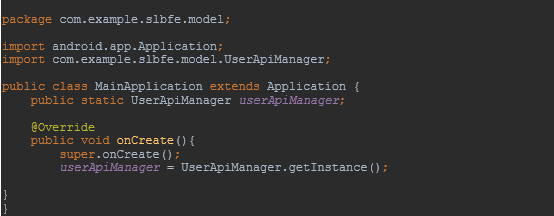 package com.example.slbfe.model;
import android.app.Application;
import com.example.slbfe.model.UserApiManager;
public class MainApplication extends Application {
    public static UserApiManager userApiManager;
    @Override
    public void onCreate(){
        super.onCreate();
        userApiManager = UserApiManager.getInstance();
}
}